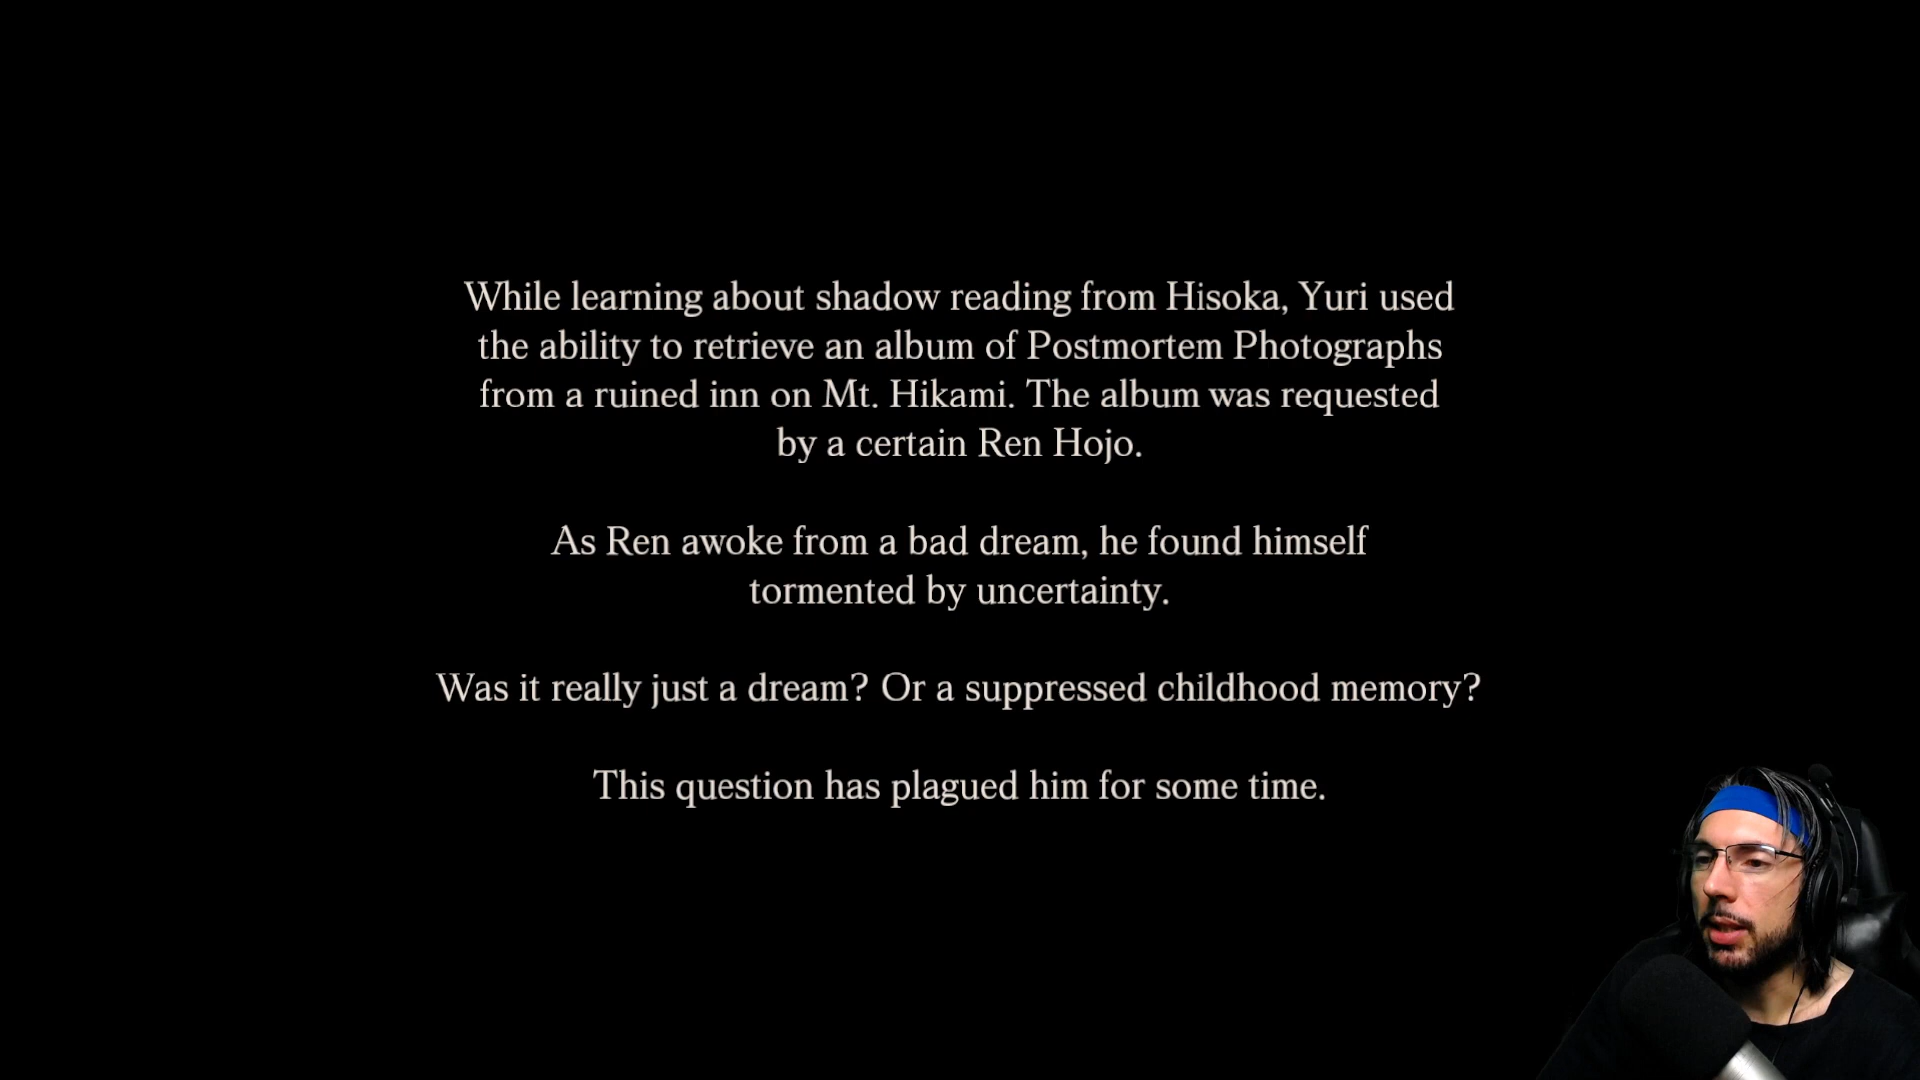 While learning about shadow reading from Hisoka, Yuri used
the ability to retrieve an album of Postmortem Photographs
from a ruined inn on Mt. Hikami. The album was requested
by a certain Ren Hojo.
As Ren awoke from a bad dream, he found himself
tormented by uncertainty.
Was it really just a dream? Or a suppressed childhood memory?
This question has plagued him for some time.